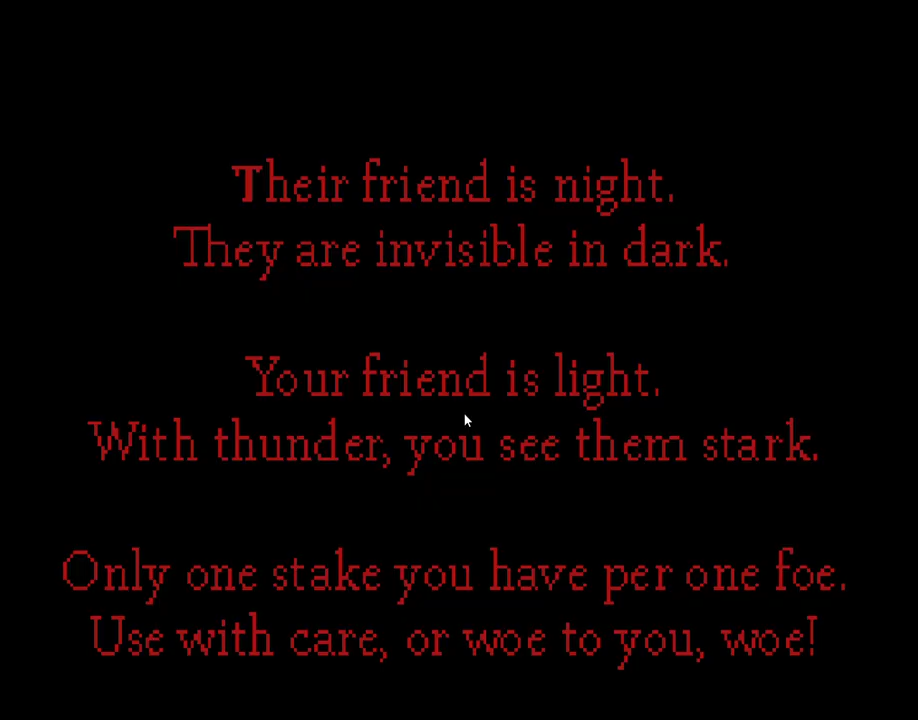 Their friend is night.
They are invisible in dark.
Your friend is light.
With thunder, you see them stark.
Only one stake you have per one foe.
Use with care, or woe to you, woe!